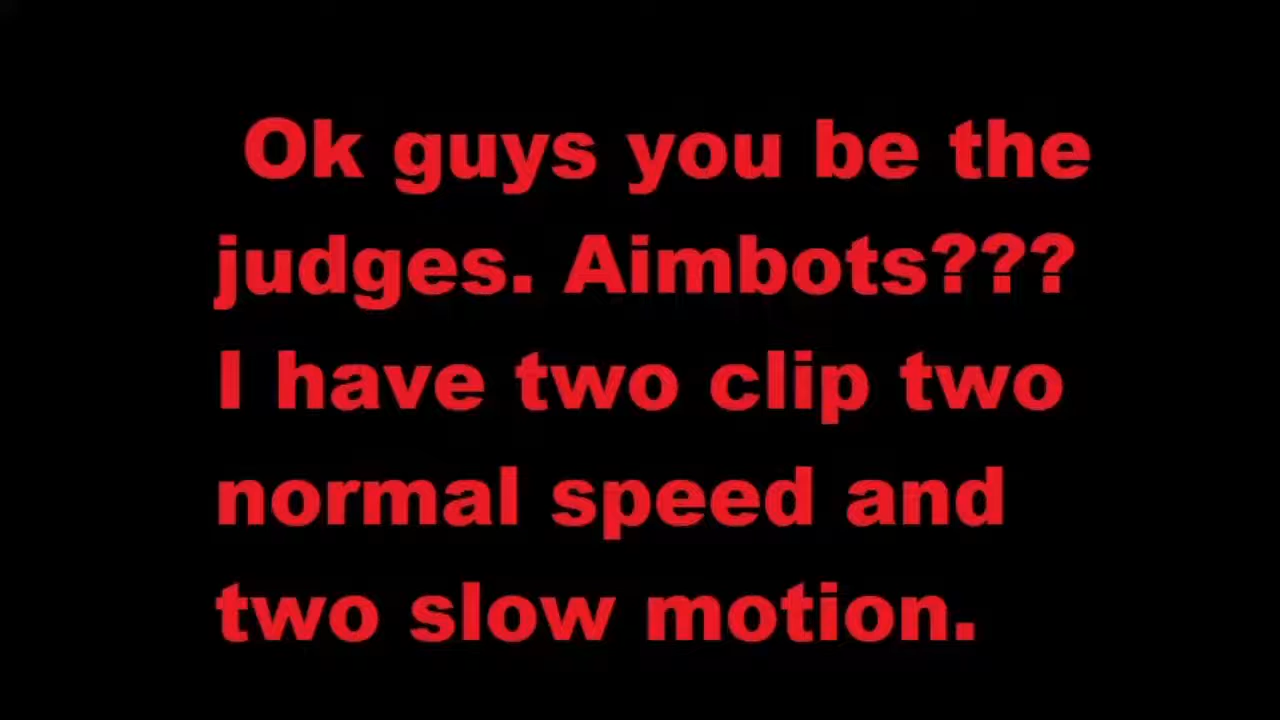 Ok guys you be the
judges. Aimbots???
I have two clip two
normal speed and
two slow motion.